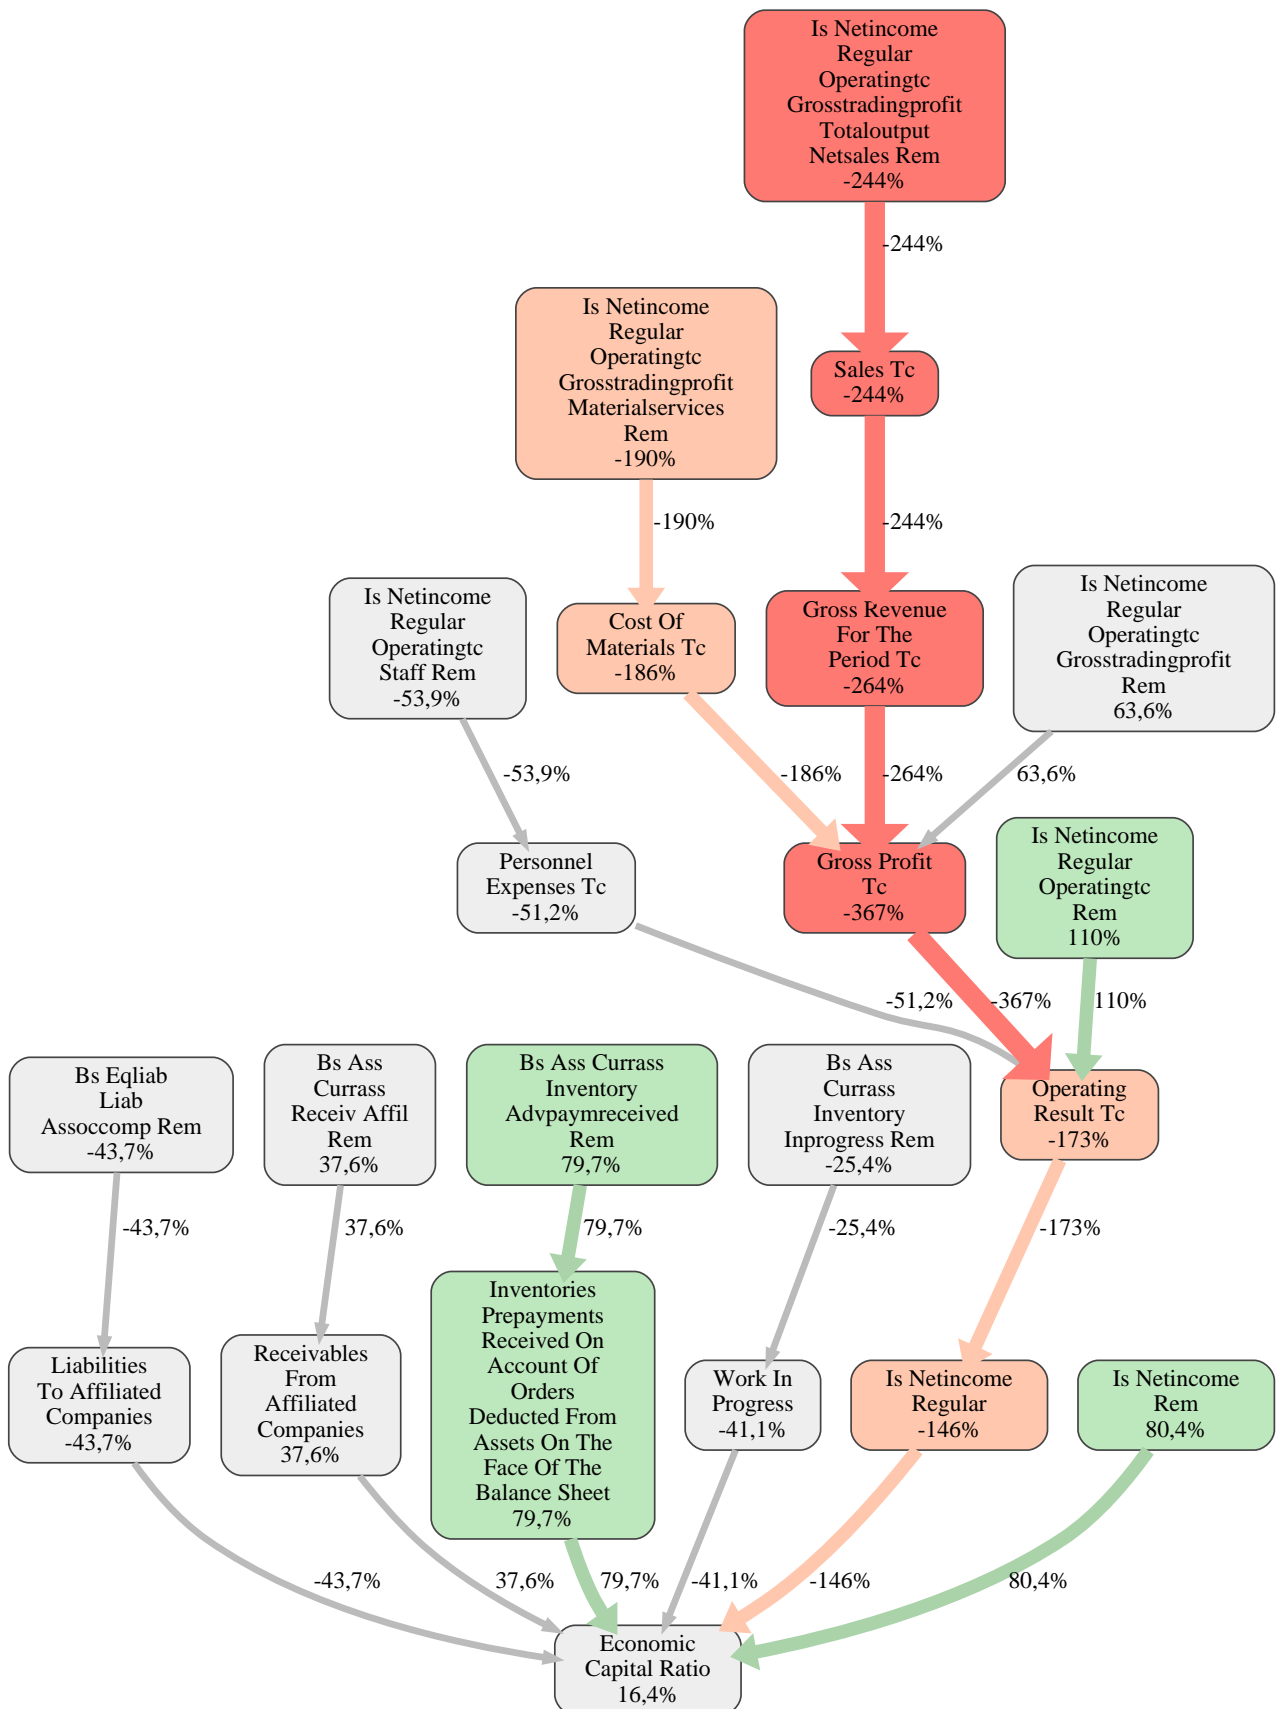 Is Netincome
Regular
Operatingtc
Grosstradingprofit
Totaloutput
Netsales Rem
-244%
-244%
Is Netincome
Regular
Operatingtc
Grosstradingprofit
Materialservices
Rem
-190%
Sales Tc
-244%
-190%
-244%
Is Netincome
Regular
Operatingtc
Staff Rem
-53,9%
Cost Of
Materials Tc
-186%
Gross Revenue
For The
Period Tc
-264%
Is Netincome
Regular
Operatingtc
Grosstradingprofit
Rem
63,6%
-53,9%
-186%
-264%
63,6%
Personnel
Expenses Tc
-51,2%
Gross Profit
Tc
-367%
Is Netincome
Regular
Operatingtc
Rem
110%
-51,2%
-367%
110%
Bs Eqliab
Liab
Assoccomp Rem
-43,7%
Bs Ass
Currass
Receiv Affil
Rem
37,6%
Bs Ass Currass
Inventory
Advpaymreceived
Rem
79,7%
Bs Ass
Currass
Inventory
Inprogress Rem
-25,4%
Operating
Result Tc
-173%
-43,7%
37,6%
79,7%
-25,4%
-173%
Liabilities
To Affiliated
Companies
-43,7%
Receivables
From
Affiliated
Companies
37,6%
Inventories
Prepayments
Received On
Account Of
Orders
Deducted From
Assets On The
Face Of The
Balance Sheet
79,7%
Work In
Progress
-41,1%
Is Netincome
Regular
-146%
Is Netincome
Rem
80,4%
-43,7%
37,6%
79,7%
-41,1%
-146%
80,4%
Economic
Capital Ratio
16,4%